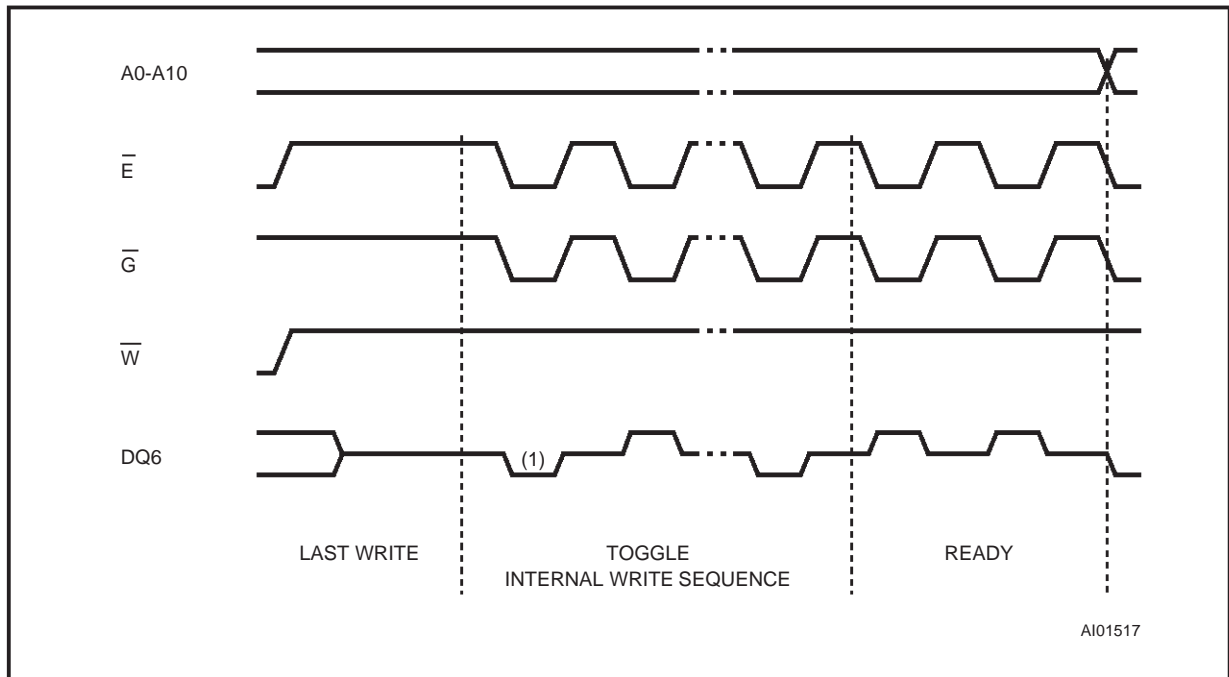 A0-A10
E̅
G̅
W̅
DQ6
(1)
LAST WRITE
TOGGLE
INTERNAL WRITE SEQUENCE
READY
AI01517